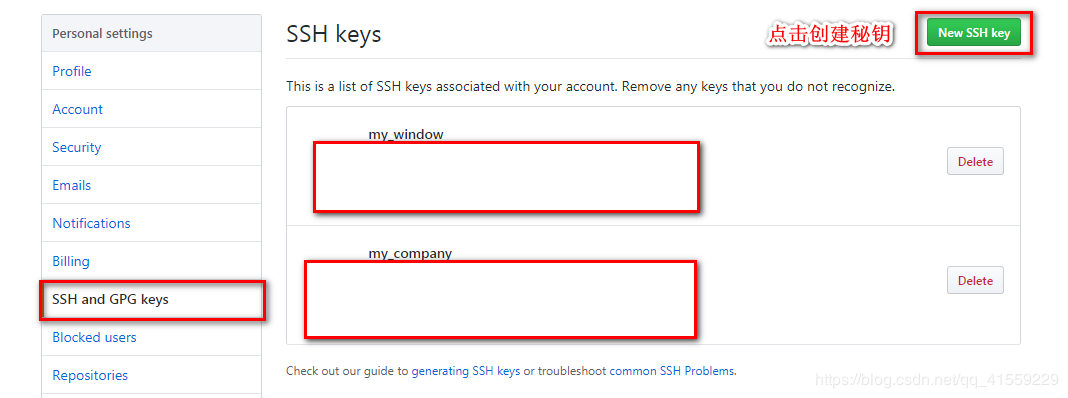 Personal settings
Profile
Account
Security
Emails
Notifications
Billing
SSH and GPG keys
Blocked users
Repositories
SSH keys
点击创建秘钥
New SSH key
This is a list of SSH keys associated with your account. Remove any keys that you do not recognize.
my_window
Delete
my_company
Delete
Check out our guide to generating SSH keys or troubleshoot common SSH Problems.
https://blog.csdn.net/qq_41559229